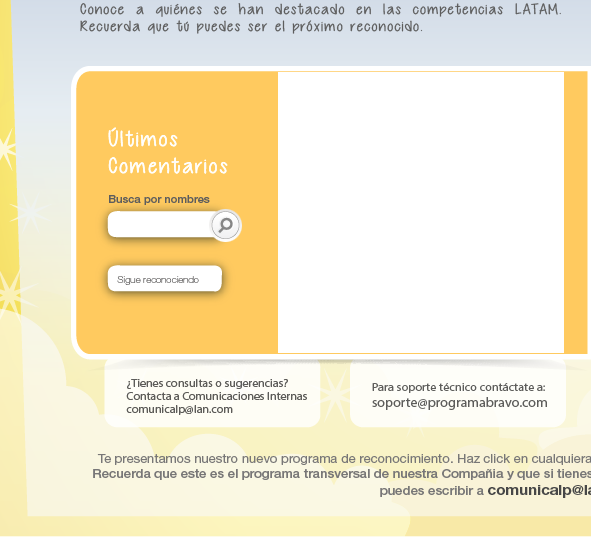 Conoce a quiénes se han destacado en las competencias LATAM.
Recuerda que tú puedes ser el próximo reconocido.
Últimos
Comentarios
Busca por nombres
Sigue reconociendo
¿Tienes consultas o sugerencias?
Contacta a Comunicaciones Internas
comunicalp@lan.com
Para soporte técnico contáctate a:
soporte@programabravo.com
Te presentamos nuestro nuevo programa de reconocimiento. Haz click en cualquiera
Recuerda que este es el programa transversal de nuestra Compañia y que si tienes
puedes escribir a comunicalp@la